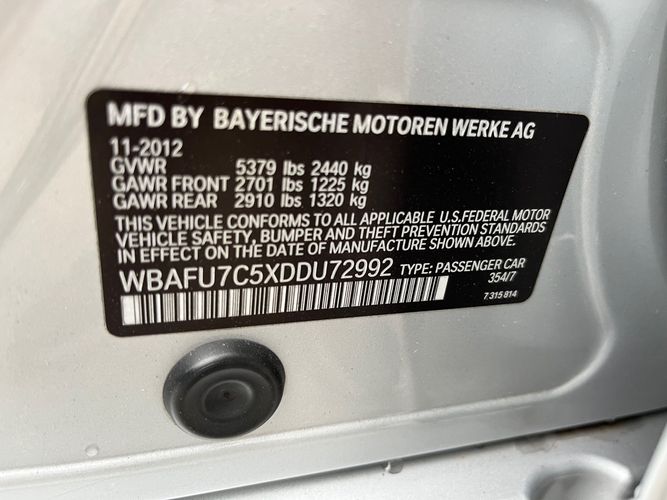 MFD BY BAYERISCHE MOTOREN WERKE AG
11-2012
GVWR 5379 lbs 2440 kg
GAWR FRONT 2701 lbs 1225 kg
GAWR REAR 2910 lbs 1320 kg
THIS VEHICLE CONFORMS TO ALL APPLICABLE U.S.FEDERAL MOTOR
VEHICLE SAFETY, BUMPER AND THEFT PREVENTION STANDARDS
IN EFFECT ON THE DATE OF MANUFACTURE SHOWN ABOVE.
WBAFU7C5XDDU72992 TYPE: PASSENGER CAR
354/7
7 315 814